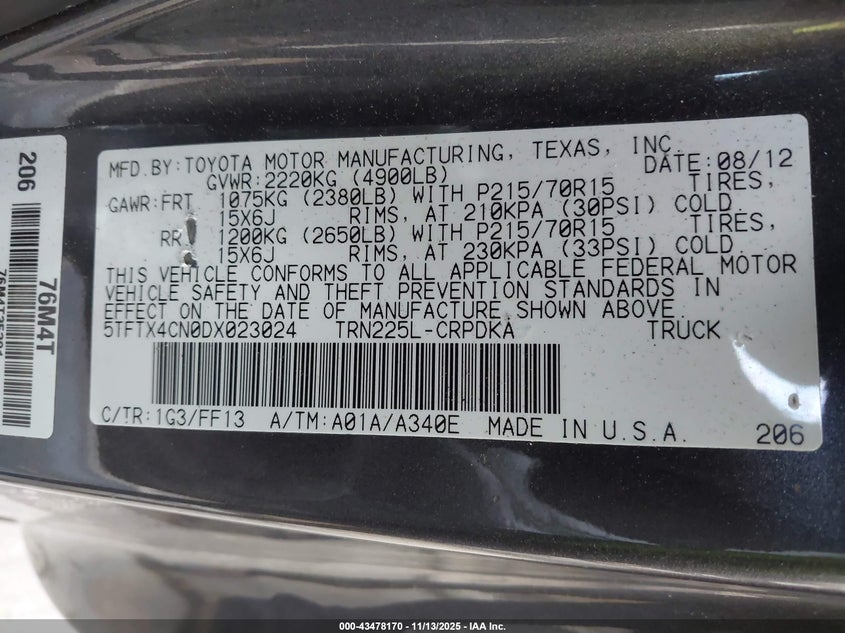 MFD.BY:TOYOTA MOTOR MANUFACTURING, TEXAS, INC.
DATE:08/12
GVWR:2220KG (4900LB)
GAWR:FRT 1075KG (2380LB) WITH P215/70R15 TIRES,
15X6J RIMS, AT 210KPA (30PSI) COLD
RR 1200KG (2650LB) WITH P215/70R15 TIRES,
15X6J RIMS, AT 230KPA (33PSI) COLD
THIS VEHICLE CONFORMS TO ALL APPLICABLE FEDERAL MOTOR
VEHICLE SAFETY AND THEFT PREVENTION STANDARDS IN
EFFECT ON THE DATE OF MANUFACTURE SHOWN ABOVE.
5TFTX4CN0DX023024 TRN225L-CRPDKA TRUCK
C/TR:1G3/FF13 A/TM:A01A/A340E MADE IN U.S.A.
206
206
76M4T
000-43478170 - 11/13/2025 - IAA Inc.